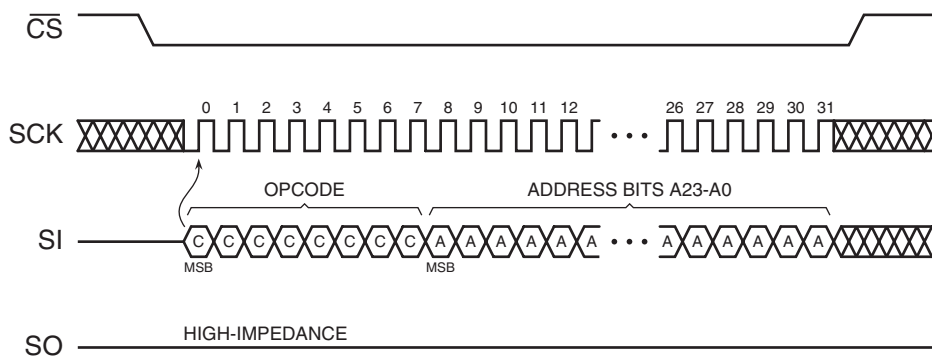 CS
0 1 2 3 4 5 6 7 8 9 10 11 12 26 27 28 29 30 31
SCK
OPCODE ADDRESS BITS A23-A0
SI C C C C C C C C A A A A A A A A A A A A
MSB MSB
HIGH-IMPEDANCE
SO